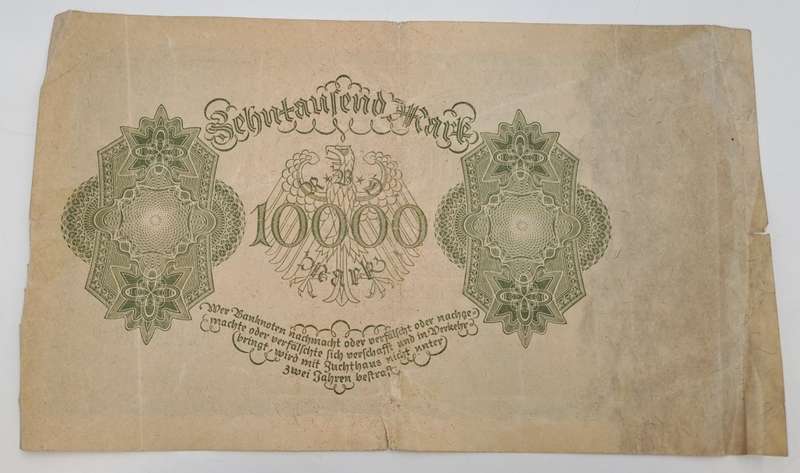 Zehntausend Mark
R·B·D
10000
Mark
Wer Banknoten nachmacht oder verfälscht oder nachge
machte oder verfälschte sich verschafft und in Verkehr
bringt, wird mit Zuchthaus nicht unter
zwei Jahren bestraft